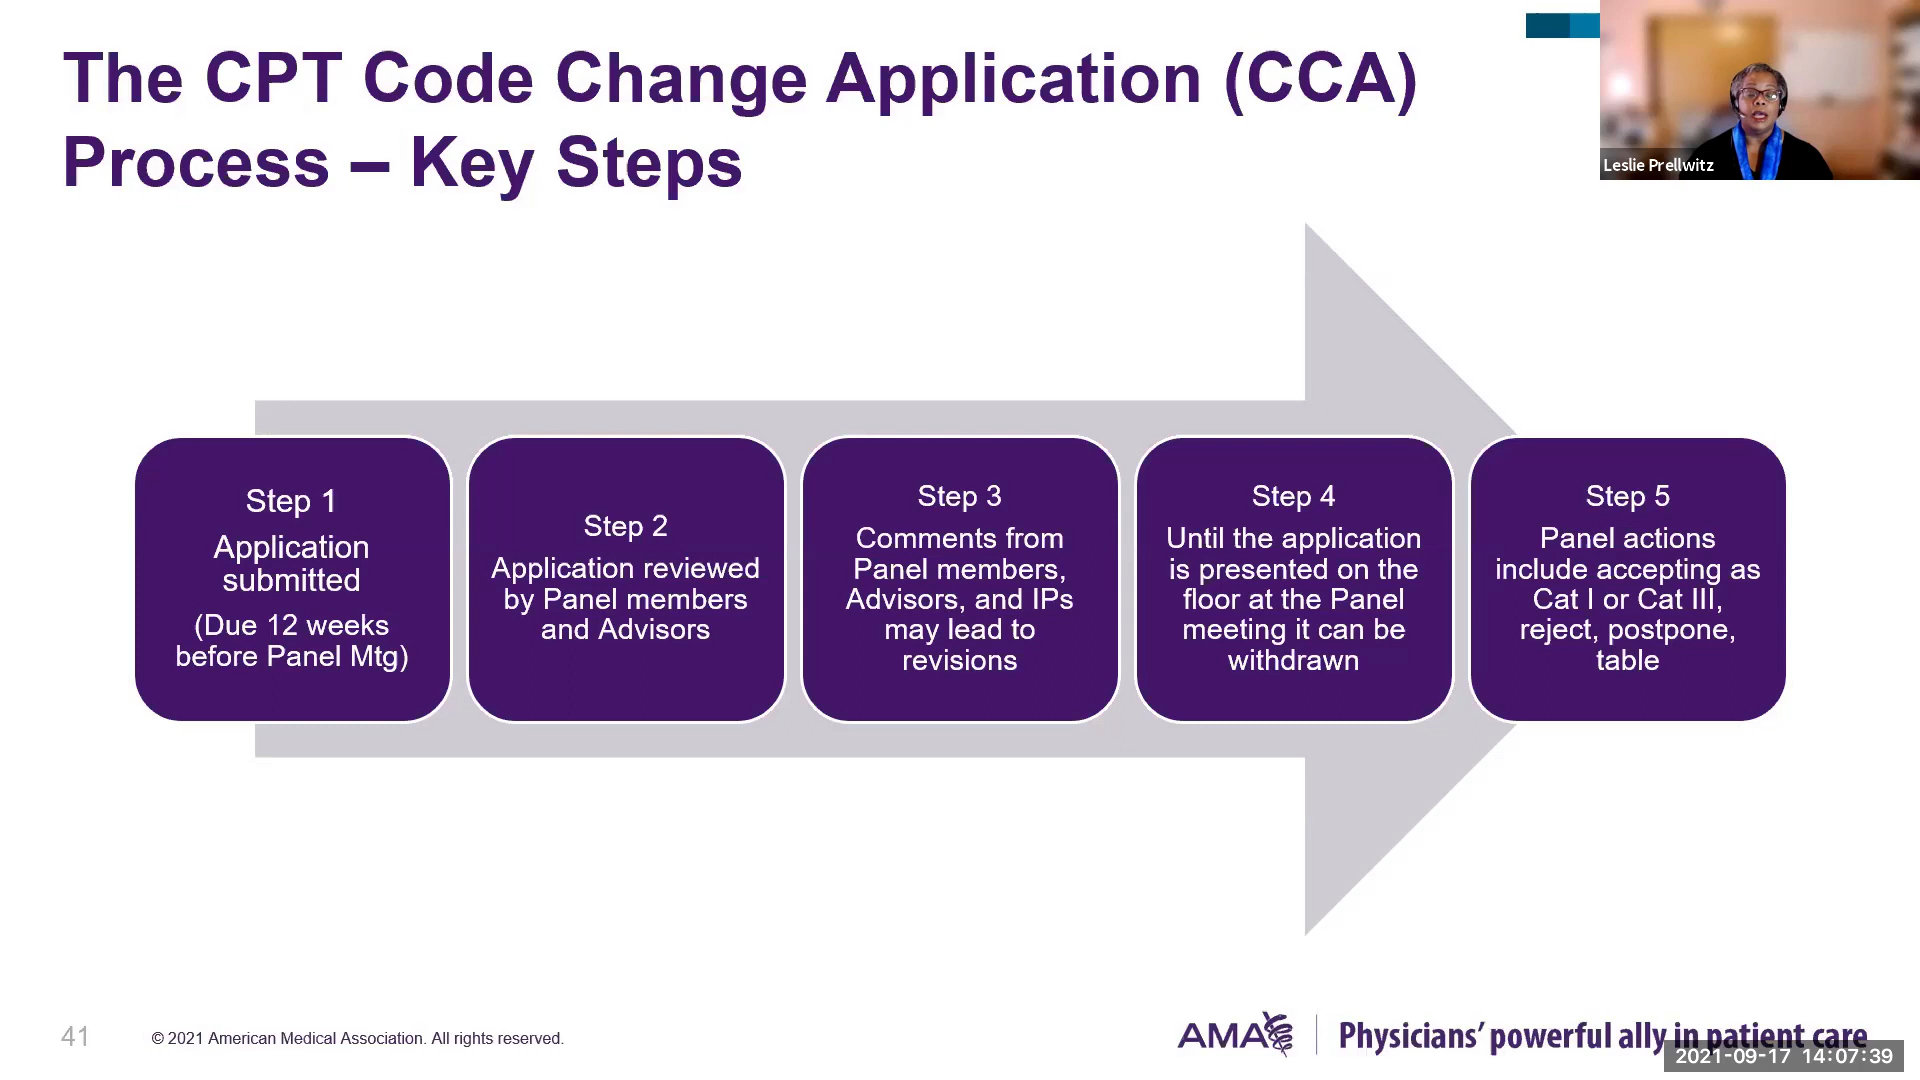 The CPT Code Change Application (CCA)
Process – Key Steps
Leslie Prellwitz
Step 1
Application
submitted
(Due 12 weeks
before Panel Mtg)
Step 2
Application reviewed
by Panel members
and Advisors
Step 3
Comments from
Panel members,
Advisors, and IPs
may lead to
revisions
Step 4
Until the application
is presented on the
floor at the Panel
meeting it can be
withdrawn
Step 5
Panel actions
include accepting as
Cat I or Cat III,
reject, postpone,
table
41
© 2021 American Medical Association. All rights reserved.
AMA
Physicians’ powerful ally in patient care
2021-09-17 14:07:39